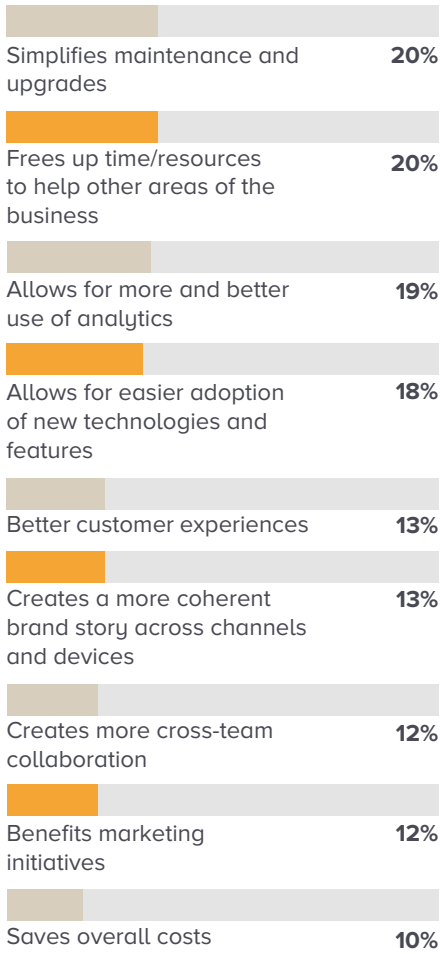 Simplifies maintenance and 20%
upgrades
Frees up time/resources 20%
to help other areas of the
business
Allows for more and better 19%
use of analytics
Allows for easier adoption 18%
of new technologies and
features
Better customer experiences 13%
Creates a more coherent 13%
brand story across channels
and devices
Creates more cross-team 12%
collaboration
Benefits marketing 12%
initiatives
Saves overall costs 10%